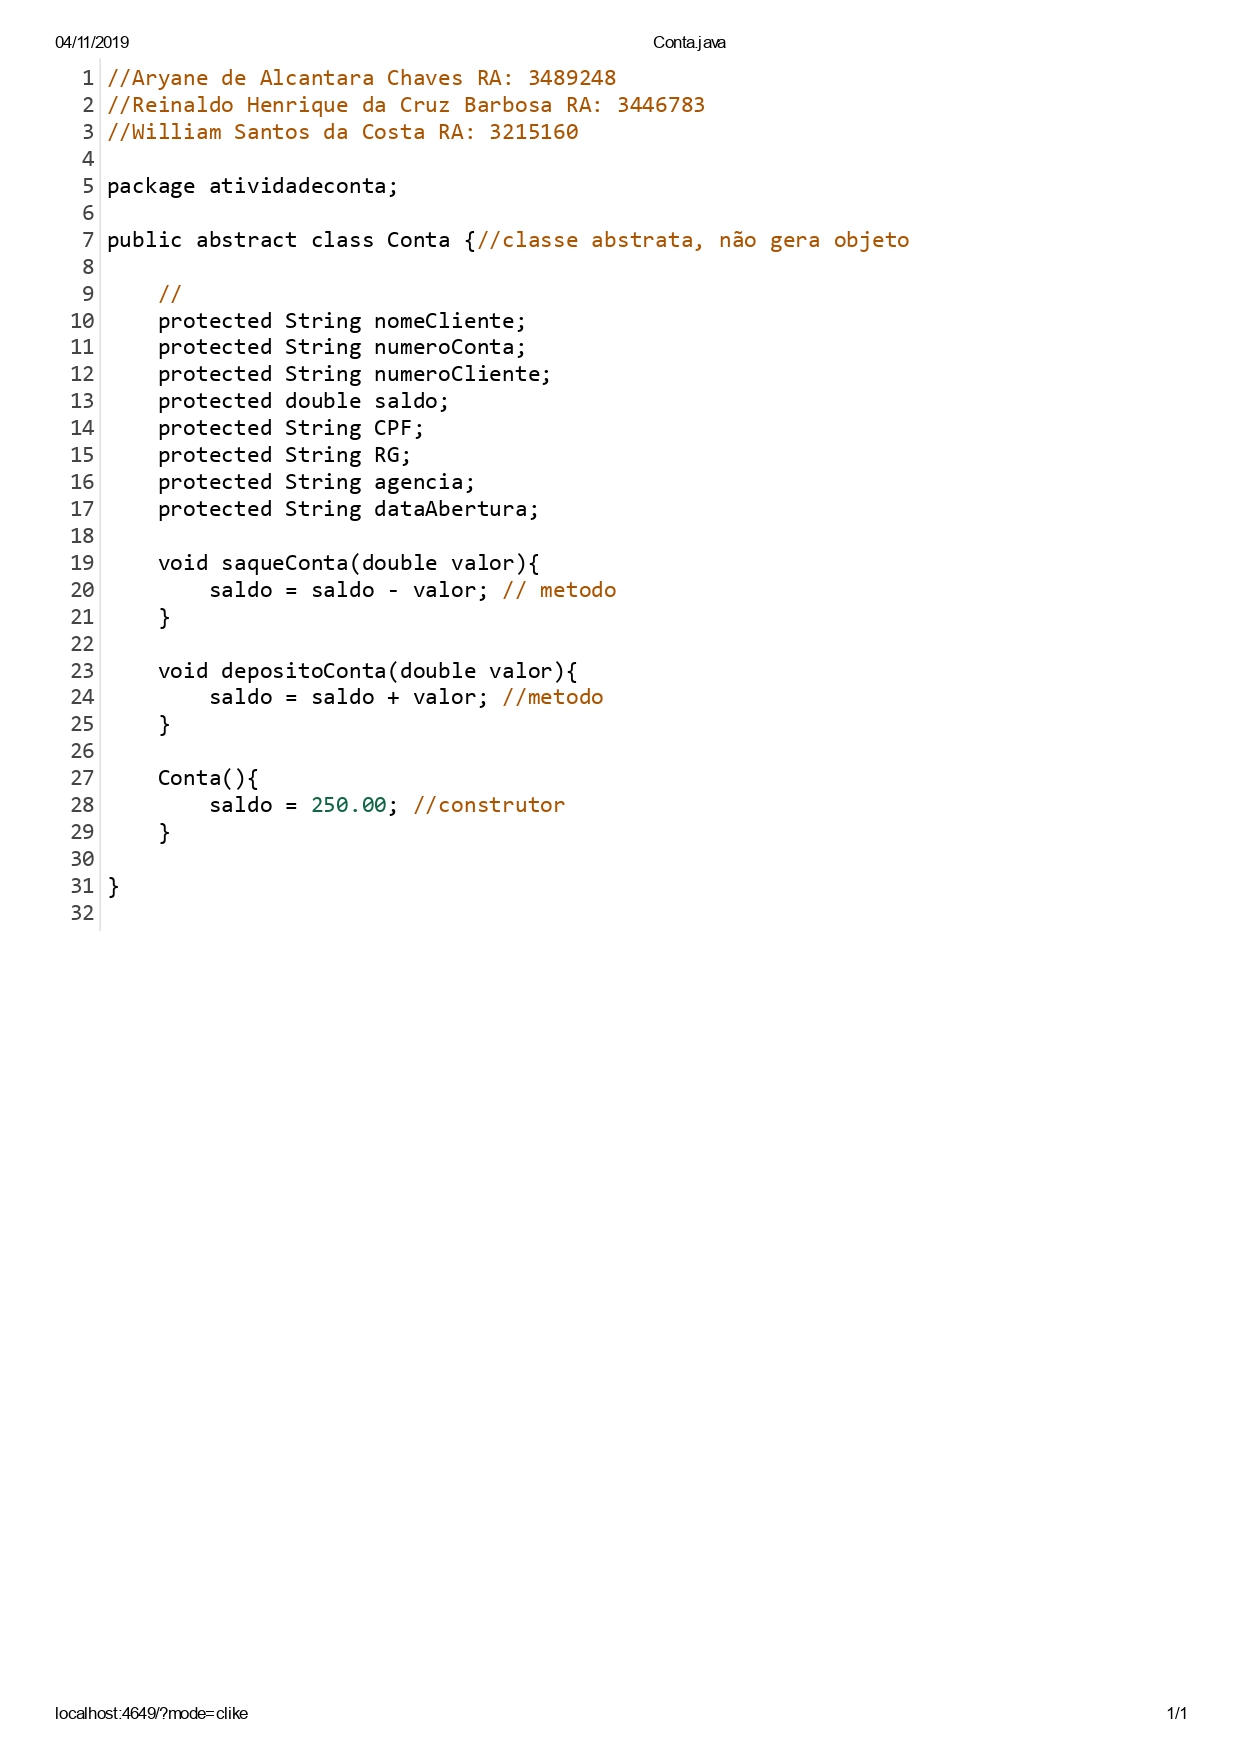 04/11/2019 Conta.java
1 //Aryane de Alcantara Chaves RA: 3489248
2 //Reinaldo Henrique da Cruz Barbosa RA: 3446783
3 //William Santos da Costa RA: 3215160
4
5 package atividadeconta;
6
7 public abstract class Conta {//classe abstrata, não gera objeto
8
9     //
10     protected String nomeCliente;
11     protected String numeroConta;
12     protected String numeroCliente;
13     protected double saldo;
14     protected String CPF;
15     protected String RG;
16     protected String agencia;
17     protected String dataAbertura;
18
19     void saqueConta(double valor){
20         saldo = saldo - valor; // metodo
21     }
22
23     void depositoConta(double valor){
24         saldo = saldo + valor; //metodo
25     }
26
27     Conta(){
28         saldo = 250.00; //construtor
29     }
30
31 }
32
localhost:4649/?mode=clike 1/1